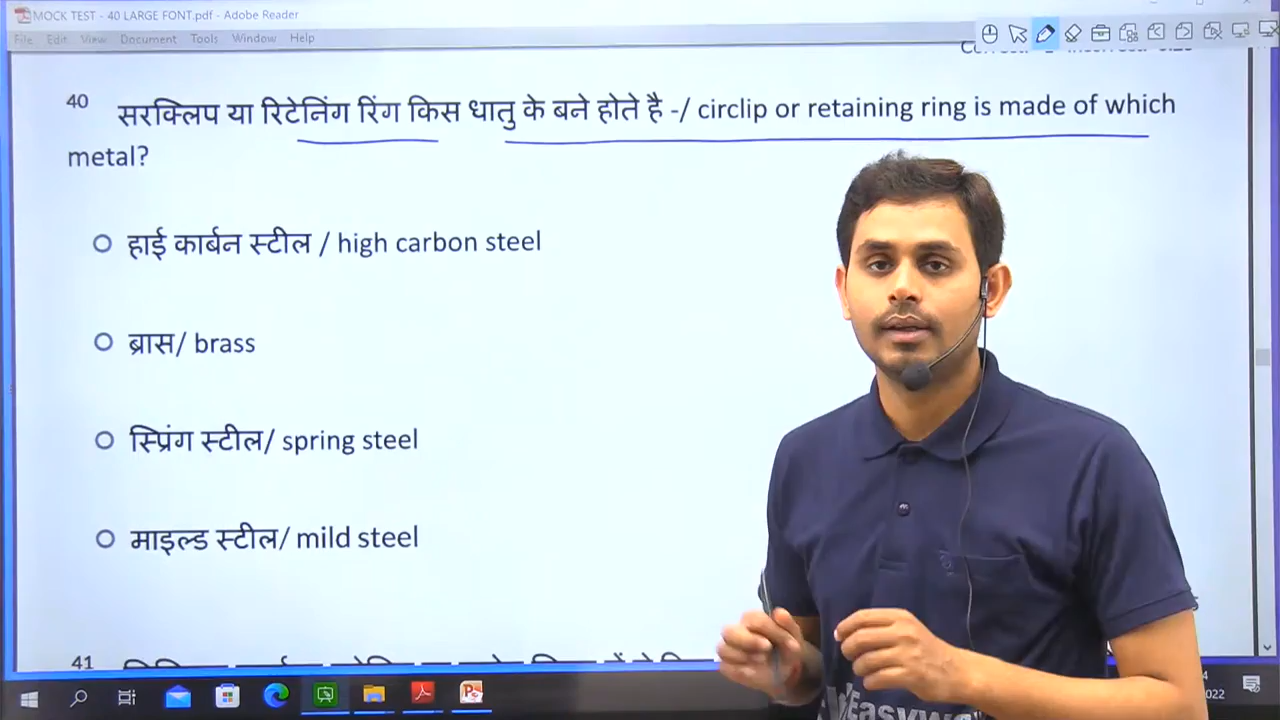 MOCK TEST - 40 LARGE FONT.pdf - Adobe Reader
File Edit View Document Tools Window Help
40 सरक्लिप या रिटेनिंग रिंग किस धातु के बने होते है -/ circlip or retaining ring is made of which
metal?
हाई कार्बन स्टील / high carbon steel
ब्रास/ brass
स्प्रिंग स्टील/ spring steel
माइल्ड स्टील/ mild steel
41
2022
Easyw